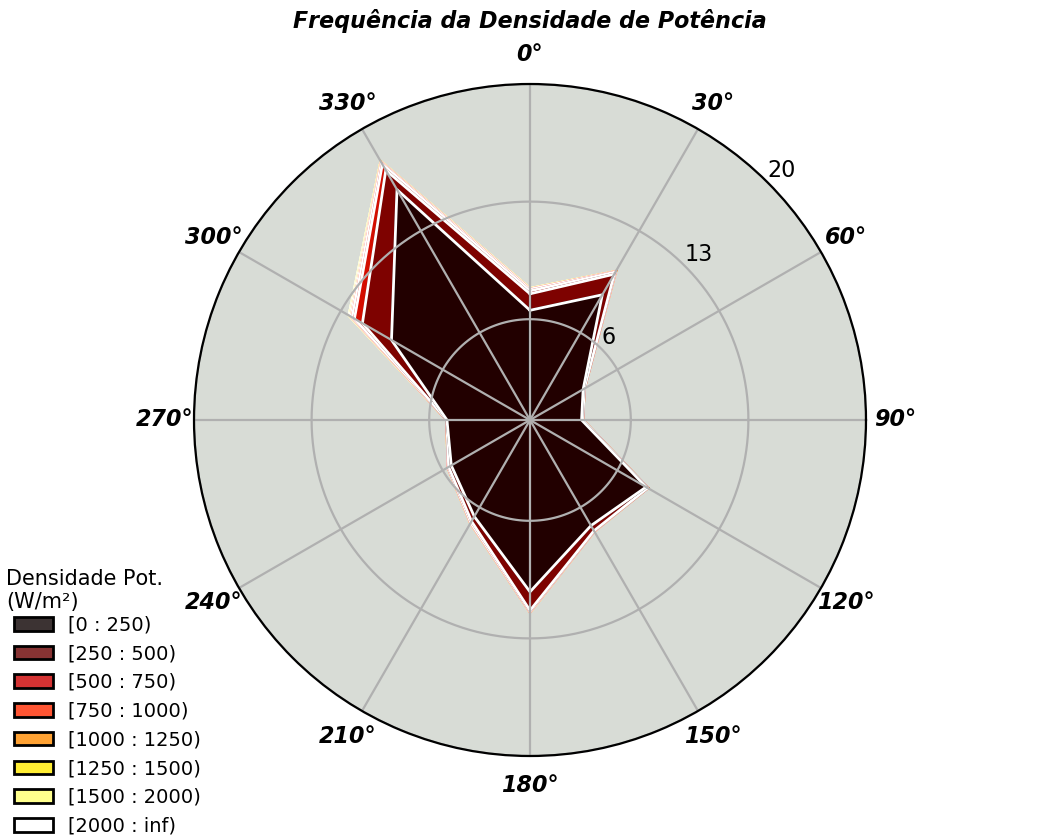 Frequência da Densidade de Potência
0°
330°
30°
20
300°
60°
13
6
270°
90°
240°
120°
210°
150°
180°
Densidade Pot.
(W/m²)
[0 : 250)
[250 : 500)
[500 : 750)
[750 : 1000)
[1000 : 1250)
[1250 : 1500)
[1500 : 2000)
[2000 : inf)